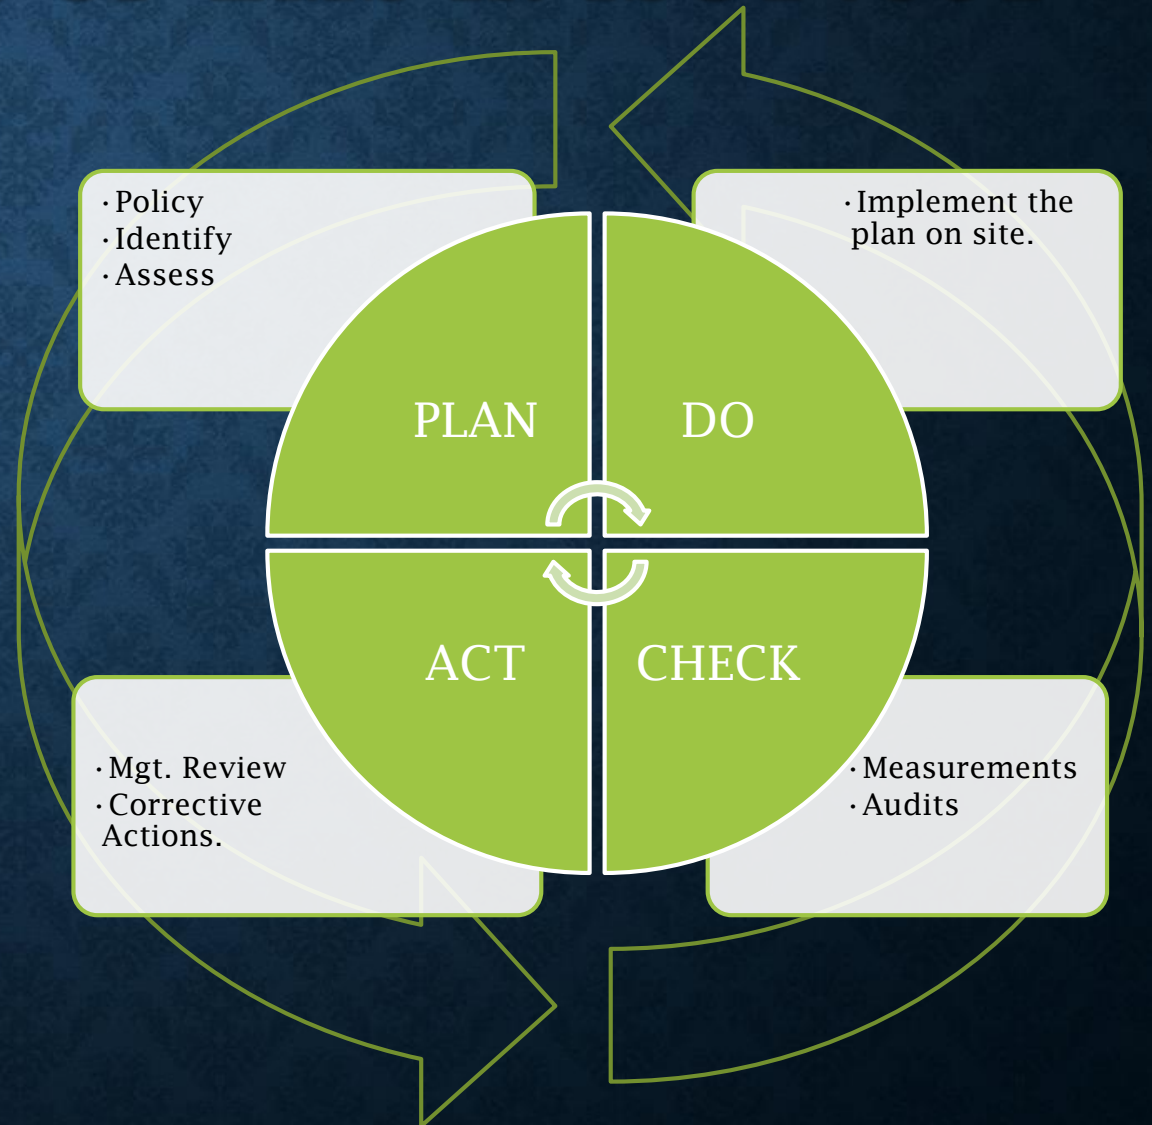 ·Policy
·Identify
·Assess
·Implement the
plan on site.
PLAN
DO
ACT
CHECK
·Mgt. Review
·Corrective
Actions.
·Measurements
·Audits